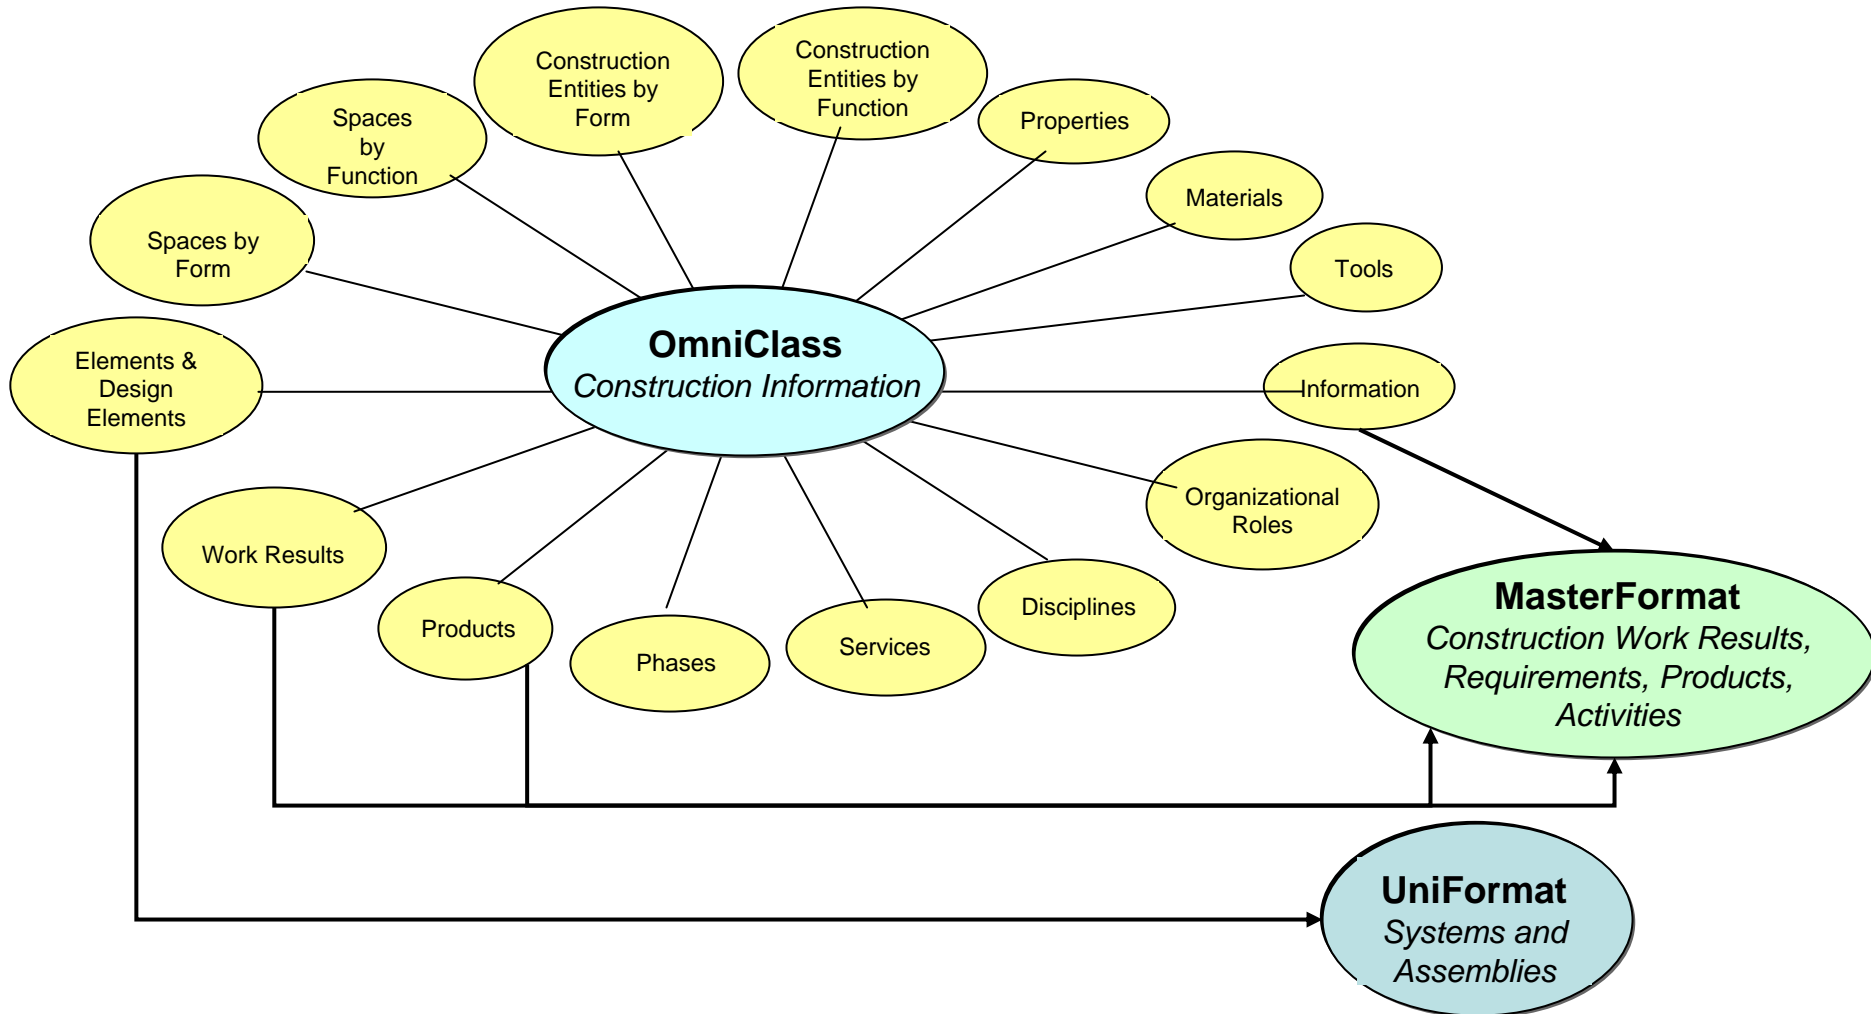 Construction
Entities by
Form
Construction
Entities by
Function
Spaces
by
Function
Properties
Materials
Spaces by
Form
Tools
OmniClass
Construction Information
Elements &
Design
Elements
Information
Organizational
Roles
Work Results
Products
Phases
Services
Disciplines
MasterFormat
Construction Work Results,
Requirements, Products,
Activities
UniFormat
Systems and
Assemblies